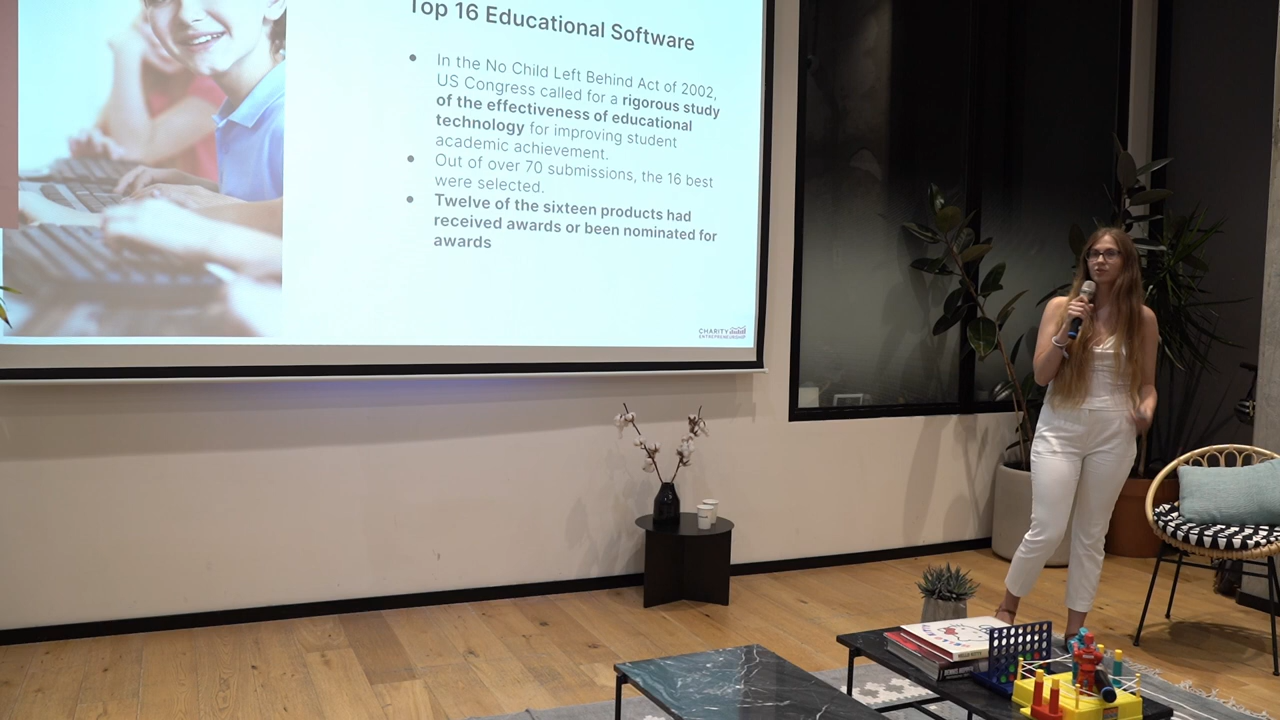 Top 16 Educational Software
In the No Child Left Behind Act of 2002,
US Congress called for a rigorous study
of the effectiveness of educational
technology for improving student
academic achievement.
Out of over 70 submissions, the 16 best
were selected.
Twelve of the sixteen products had
received awards or been nominated for
awards
CHARITY
ENTREPRENEURSHIP